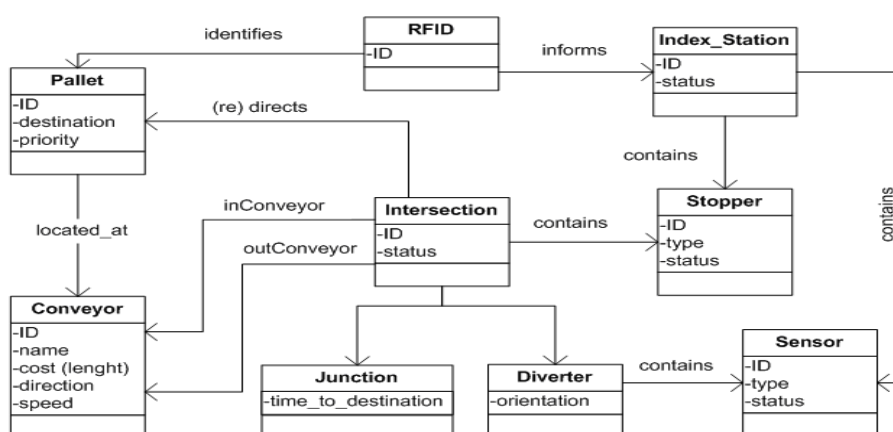 RFID
-ID
identifies
informs
Index_Station
-ID
-status
Pallet
-ID
-destination
-priority
(re) directs
contains
contains
located_at
inConveyor
outConveyor
Intersection
-ID
-status
contains
Stopper
-ID
-type
-status
Conveyor
-ID
-name
-cost (lenght)
-direction
-speed
Junction
-time_to_destination
Diverter
-orientation
contains
Sensor
-ID
-type
-status